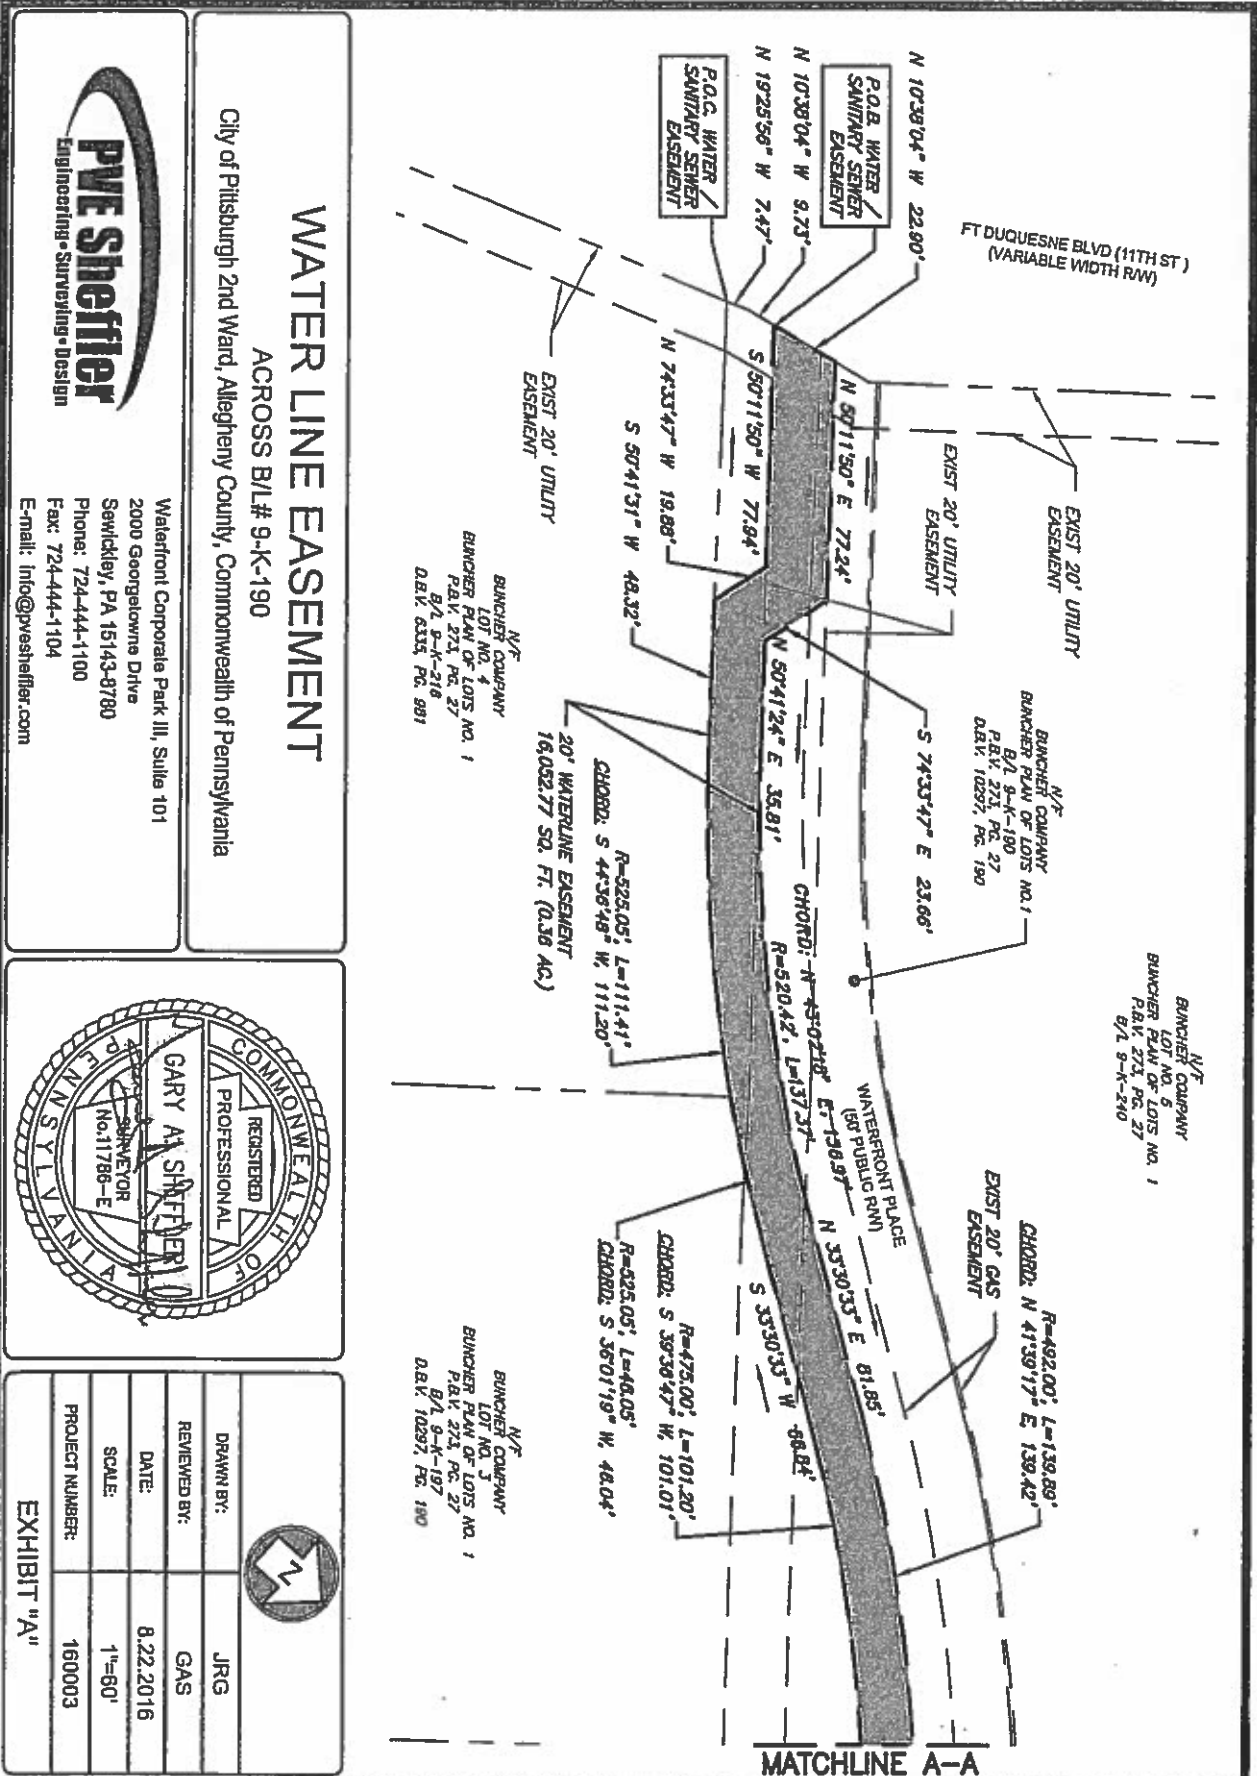 N 10°38'04" W 22.90'
P.O.B. WATER /
SANITARY SEWER
EASEMENT
N 10°38'04" W 9.73'
N 19°25'56" W 7.47'
P.O.C. WATER /
SANITARY SEWER
EASEMENT
FT DUQUESNE BLVD (11TH ST)
(VARIABLE WIDTH R/W)
EXIST 20' UTILITY
EASEMENT
EXIST 20' UTILITY
EASEMENT
EXIST 20' UTILITY
EASEMENT
N 50°11'50" E 77.24'
S 50°11'50" W 77.94'
N 74°33'47" W 19.88'
S 50°41'31" W 48.32'
S 74°33'47" E 23.66'
N 50°41'24" E 35.81'
N/F
BUNCHER COMPANY
BUNCHER PLAN OF LOTS NO.1
B/L 9-K-190
P.B.V. 273, PG. 27
D.B.V. 10297, PG. 190
N/F
BUNCHER COMPANY
LOT NO. 5
BUNCHER PLAN OF LOTS NO. 1
P.B.V. 273, PG. 27
B/L 9-K-240
N/F
BUNCHER COMPANY
LOT NO. 4
BUNCHER PLAN OF LOTS NO. 1
P.B.V. 273, PG. 27
B/L 9-K-218
D.B.V. 6335, PG. 981
20' WATERLINE EASEMENT
16,052.77 SQ. FT. (0.36 AC.)
R=525.05', L=111.41'
CHORD: S 44°36'48" W, 111.20'
CHORD: N 43°02'18" E, 136.97'
R=520.42', L=137.37'
WATERFRONT PLACE
(50' PUBLIC R/W)
EXIST 20' GAS
EASEMENT
R=492.00', L=139.89'
CHORD: N 41°39'17" E, 139.42'
N 33°30'33" E 81.85'
S 33°30'33" W 66.84'
R=475.00', L=101.20'
CHORD: S 39°36'47" W, 101.01'
R=525.05', L=46.05'
CHORD: S 36°01'19" W, 46.04'
N/F
BUNCHER COMPANY
LOT NO. 3
BUNCHER PLAN OF LOTS NO. 1
P.B.V. 273, PG. 27
B/L 9-K-197
D.B.V. 10297, PG. 190
MATCHLINE A-A
WATER LINE EASEMENT
ACROSS B/L# 9-K-190
City of Pittsburgh 2nd Ward, Allegheny County, Commonwealth of Pennsylvania
PVE Sheffler
Engineering•Surveying•Design
Waterfront Corporate Park III, Suite 101
2000 Georgetowne Drive
Sewickley, PA 15143-8780
Phone: 724-444-1100
Fax: 724-444-1104
E-mail: info@pvesheffler.com
COMMONWEALTH OF
REGISTERED
PROFESSIONAL
GARY A. SHEFFLER
SURVEYOR
No.11786-E
PENNSYLVANIA
N
DRAWN BY: JRG
REVIEWED BY: GAS
DATE: 8.22.2016
SCALE: 1"=60'
PROJECT NUMBER: 160003
EXHIBIT "A"